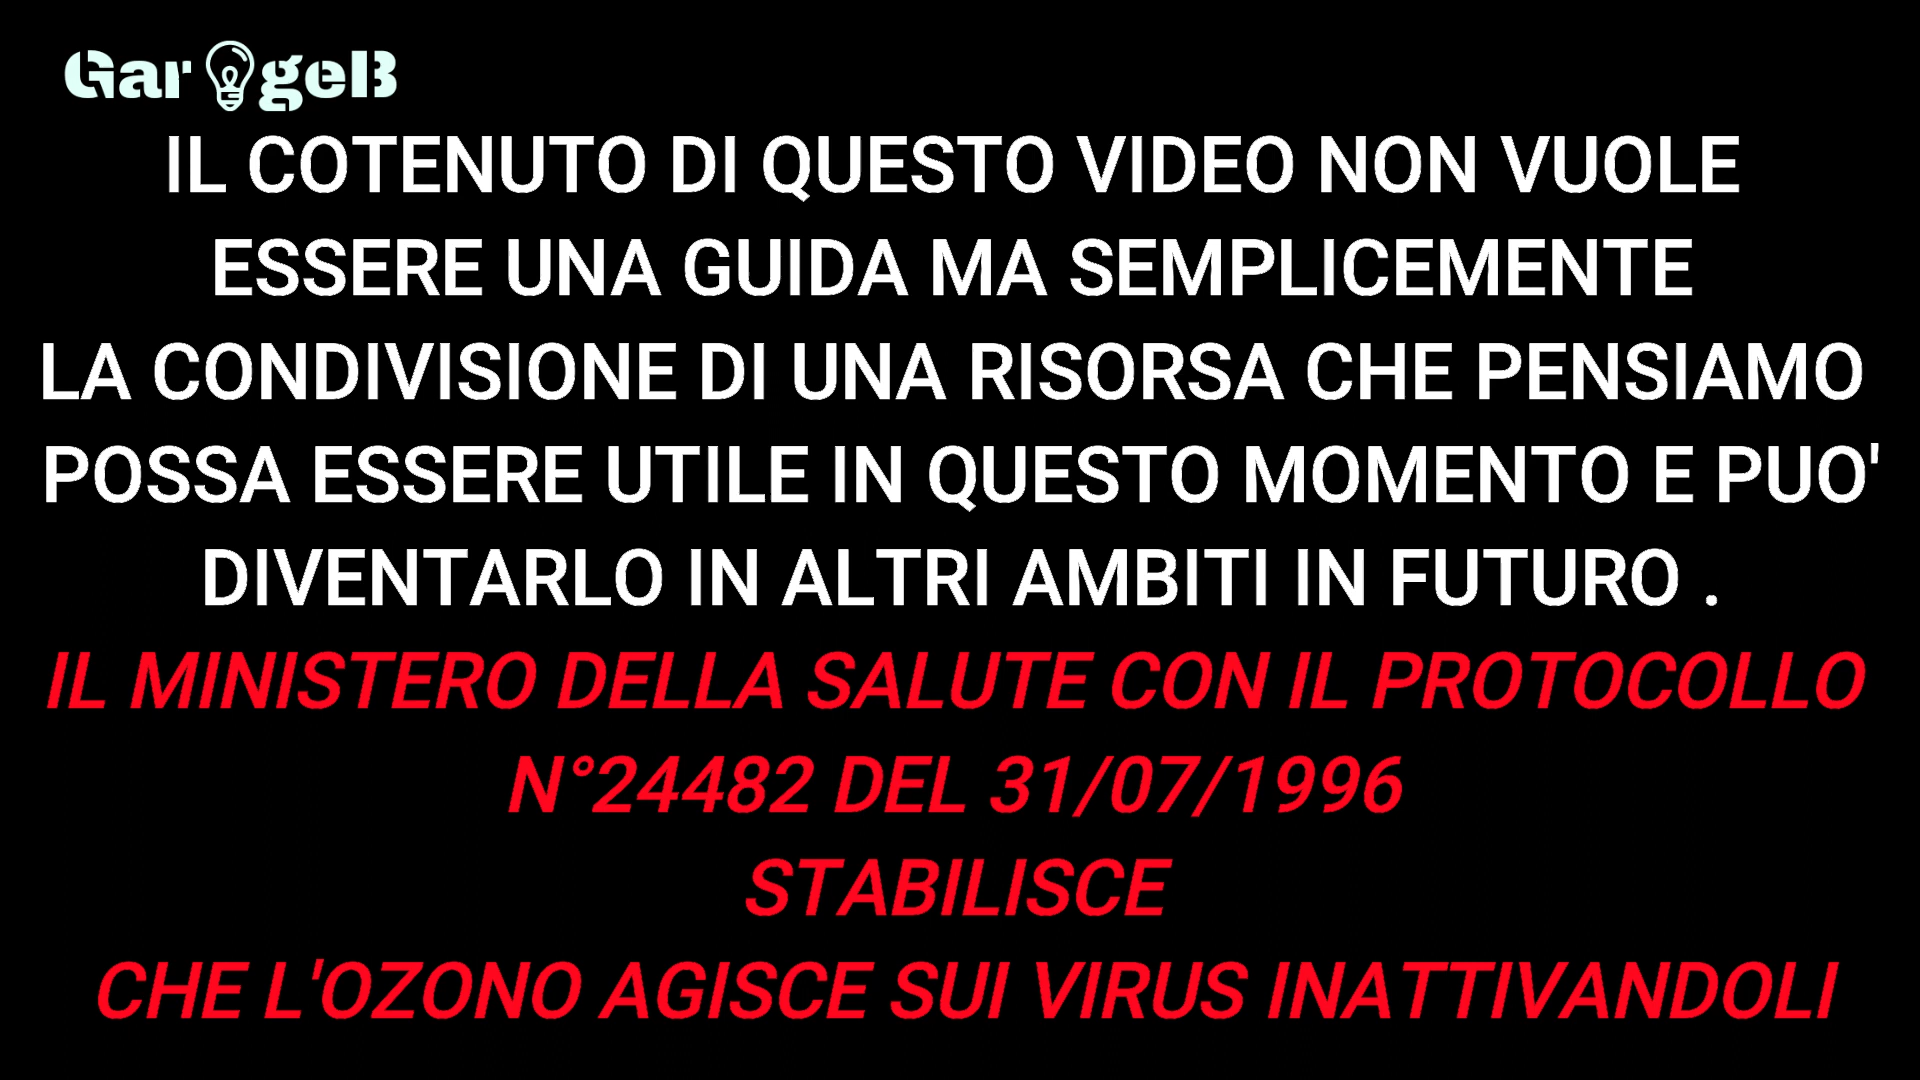 GarageB
IL COTENUTO DI QUESTO VIDEO NON VUOLE
ESSERE UNA GUIDA MA SEMPLICEMENTE
LA CONDIVISIONE DI UNA RISORSA CHE PENSIAMO
POSSA ESSERE UTILE IN QUESTO MOMENTO E PUO'
DIVENTARLO IN ALTRI AMBITI IN FUTURO .
IL MINISTERO DELLA SALUTE CON IL PROTOCOLLO
N°24482 DEL 31/07/1996
STABILISCE
CHE L'OZONO AGISCE SUI VIRUS INATTIVANDOLI